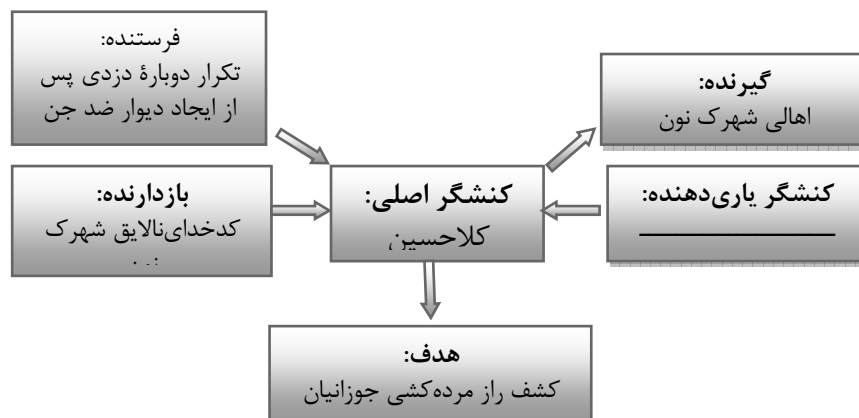 فرستنده:
تکرار دوبارهٔ دزدی پس
از ایجاد دیوار ضد جن
گیرنده:
اهالی شهرک نون
بازدارنده:
کدخدای‌نالایق شهرک
کنشگر اصلی:
کلاحسین
کنشگر یاری‌دهنده:
هدف:
کشف راز مرده‌کشی جوزانیان